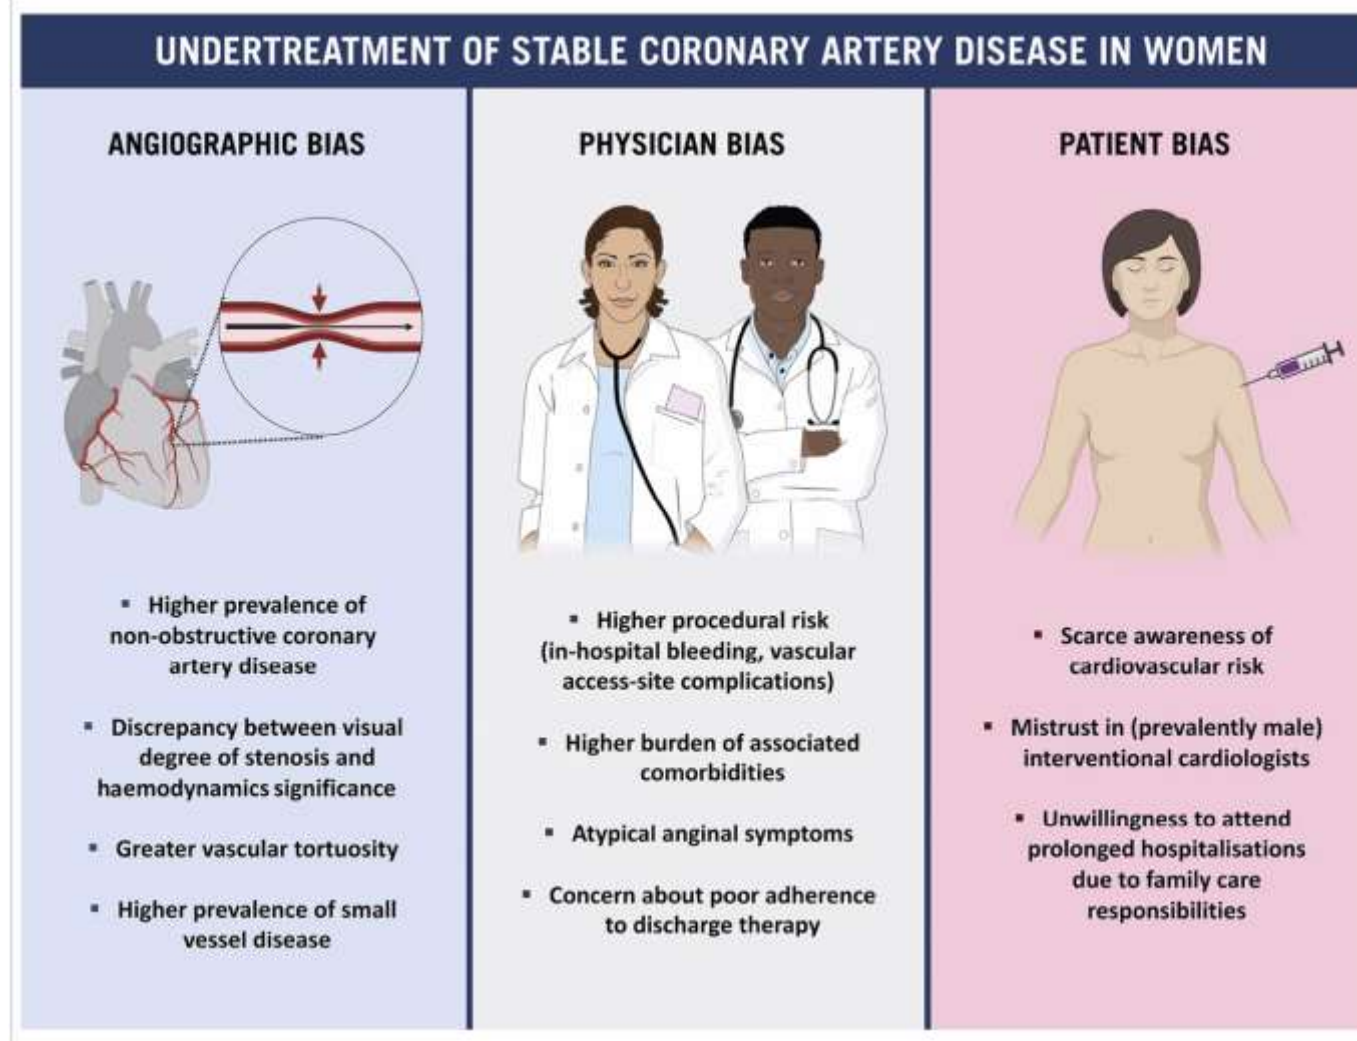 UNDERTREATMENT OF STABLE CORONARY ARTERY DISEASE IN WOMEN
ANGIOGRAPHIC BIAS
▪ Higher prevalence of
non-obstructive coronary
artery disease
▪ Discrepancy between visual
degree of stenosis and
haemodynamics significance
▪ Greater vascular tortuosity
▪ Higher prevalence of small
vessel disease
PHYSICIAN BIAS
▪ Higher procedural risk
(in-hospital bleeding, vascular
access-site complications)
▪ Higher burden of associated
comorbidities
▪ Atypical anginal symptoms
▪ Concern about poor adherence
to discharge therapy
PATIENT BIAS
▪ Scarce awareness of
cardiovascular risk
▪ Mistrust in (prevalently male)
interventional cardiologists
▪ Unwillingness to attend
prolonged hospitalisations
due to family care
responsibilities